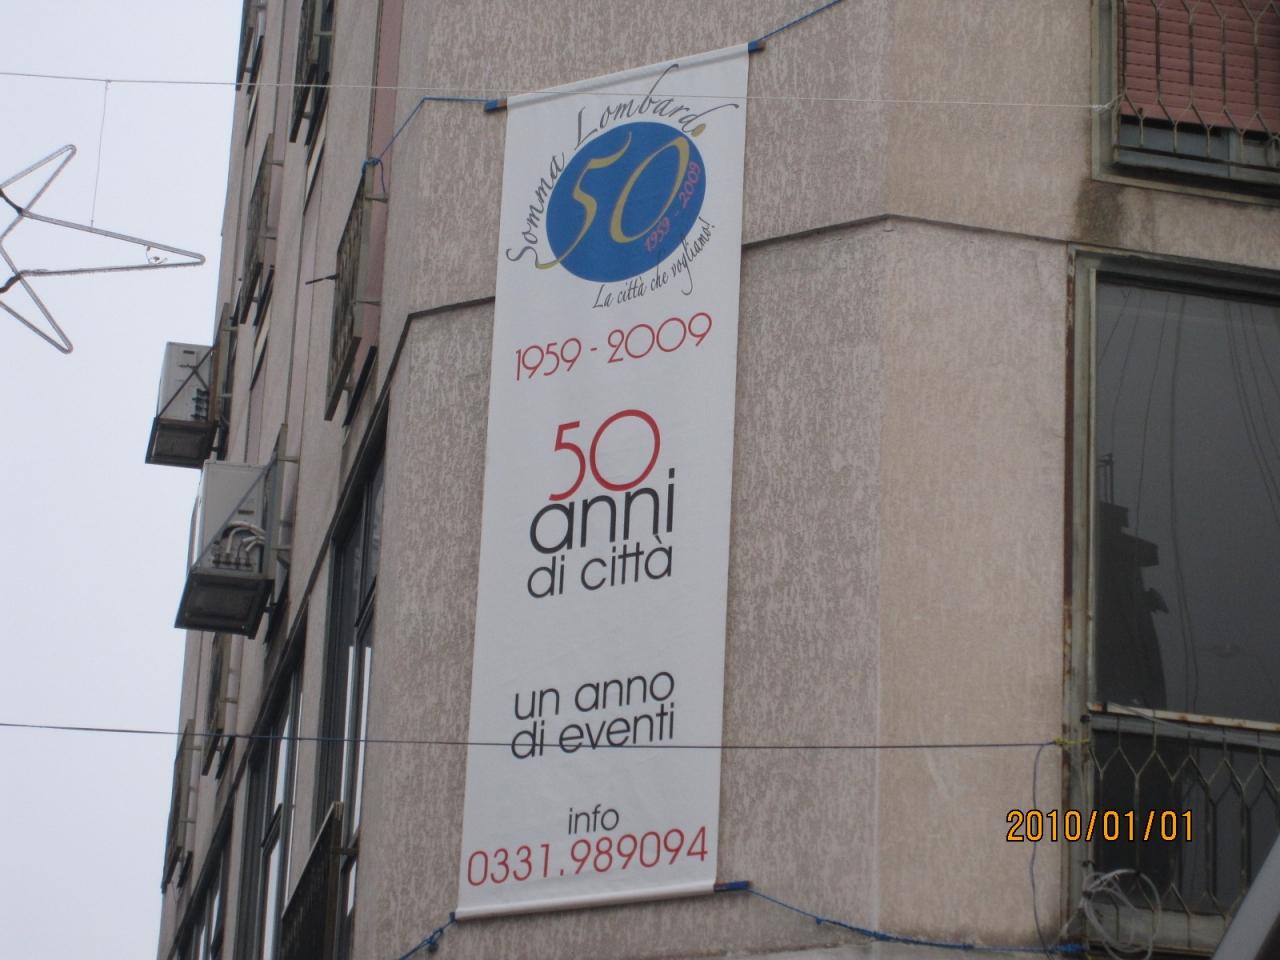 Somma Lombardo
50
1959 - 2009
La città che vogliamo!
1959 - 2009
50
anni
di città
un anno
di eventi
info
0331.989094
2010/01/01